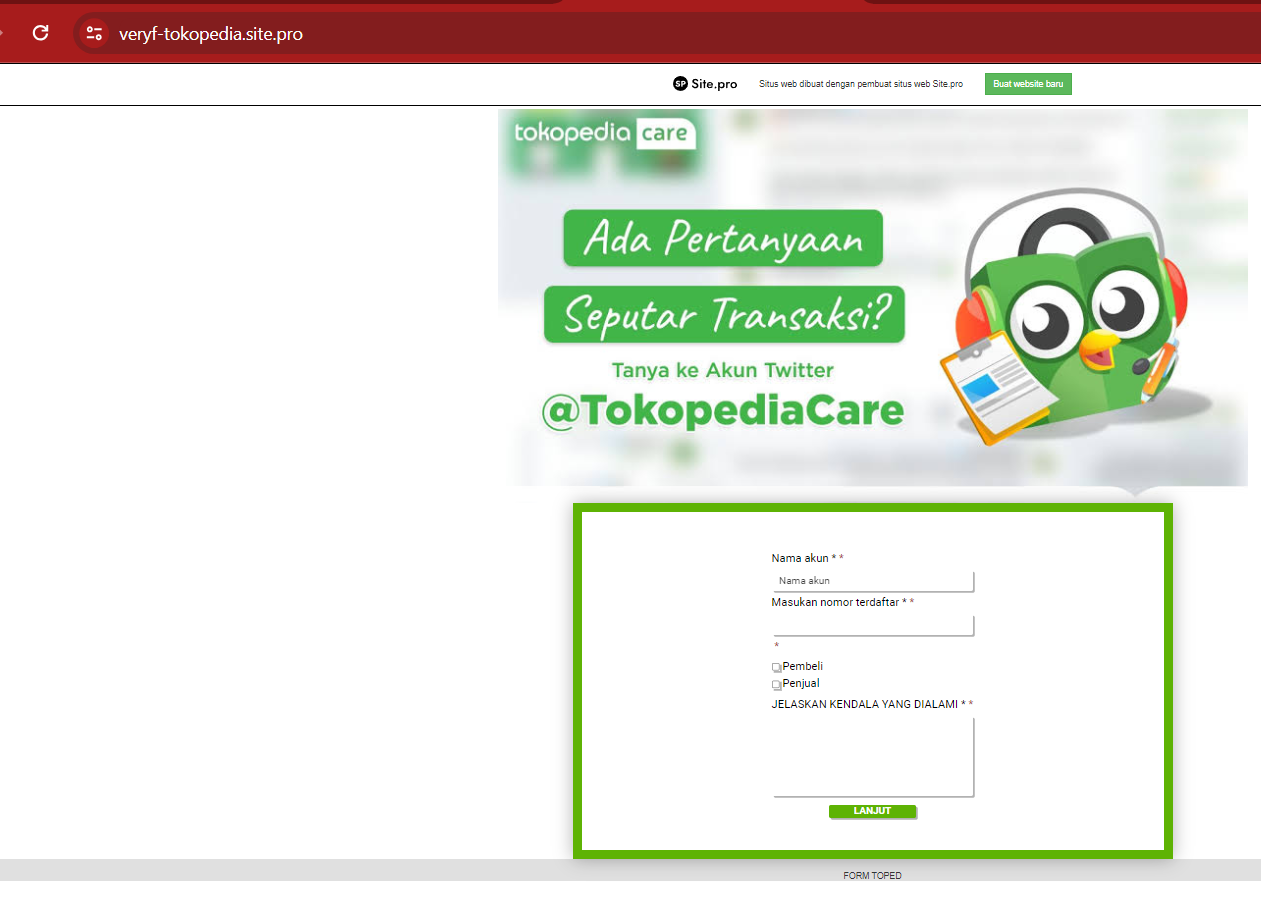 veryf-tokopedia.site.pro
SP Site.pro Situs web dibuat dengan pembuat situs web Site.pro Buat website baru
tokopedia care
Ada Pertanyaan
Seputar Transaksi?
Tanya ke Akun Twitter
@TokopediaCare
Nama akun * *
Nama akun
Masukan nomor terdaftar * *
*
Pembeli
Penjual
JELASKAN KENDALA YANG DIALAMI * *
LANJUT
FORM TOPED